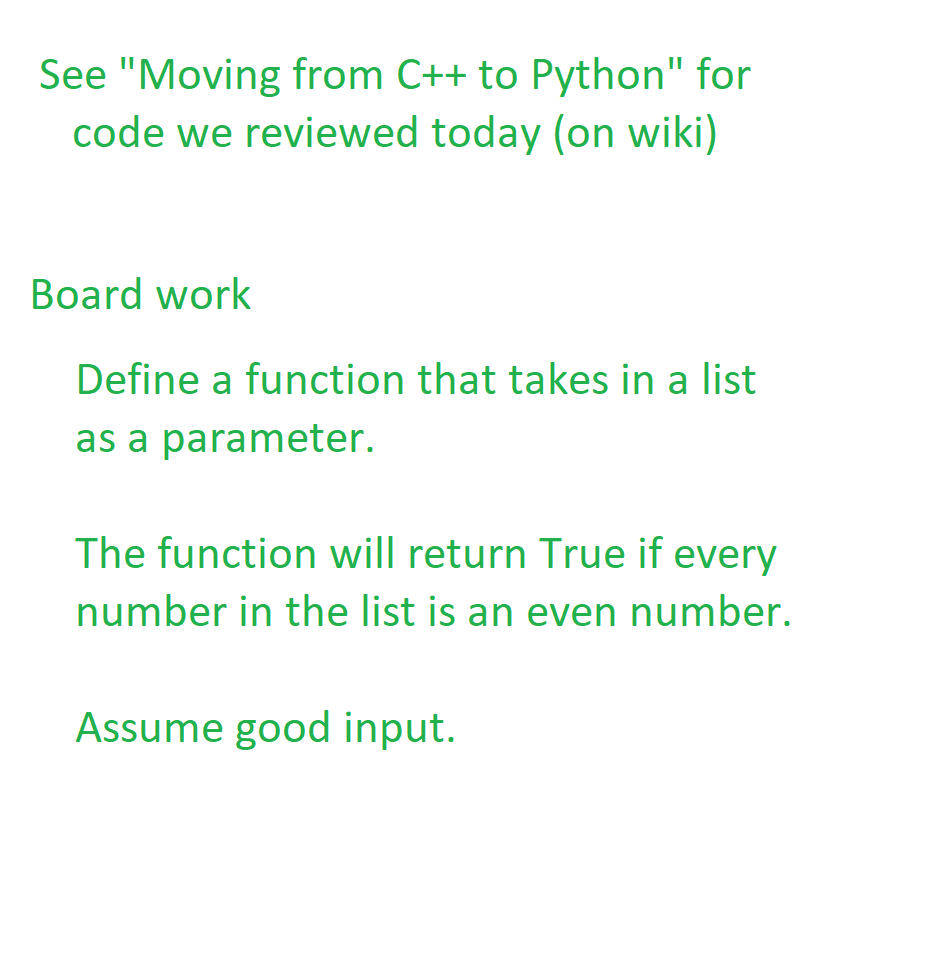 See "Moving from C++ to Python" for
code we reviewed today (on wiki)
Board work
Define a function that takes in a list
as a parameter.
The function will return True if every
number in the list is an even number.
Assume good input.